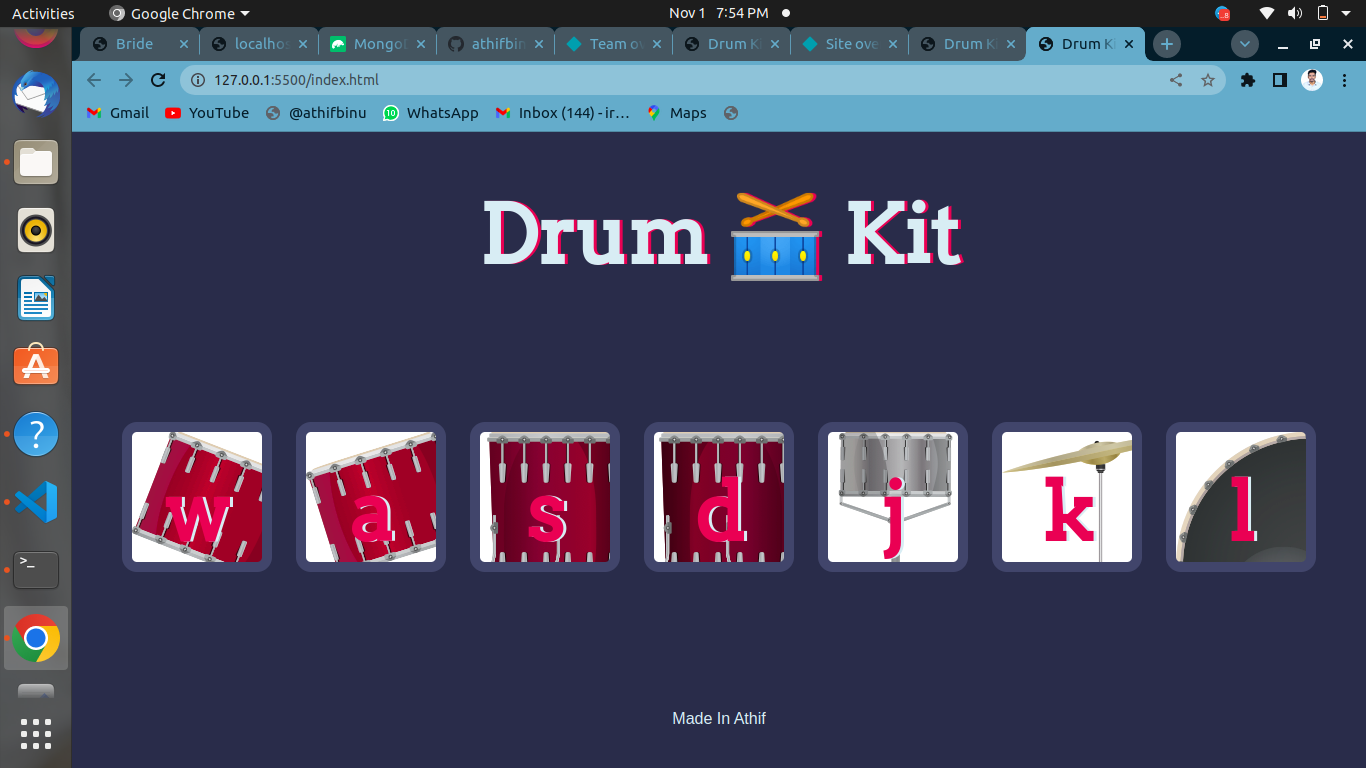 Activities Google Chrome Nov 1 7:54 PM
Bride localhos MongoD athifbin Team ov Drum Ki Site over Drum Ki Drum Ki
127.0.0.1:5500/index.html
Gmail YouTube @athifbinu WhatsApp Inbox (144) - ir… Maps
Drum Kit
w a s d j k l
Made In Athif